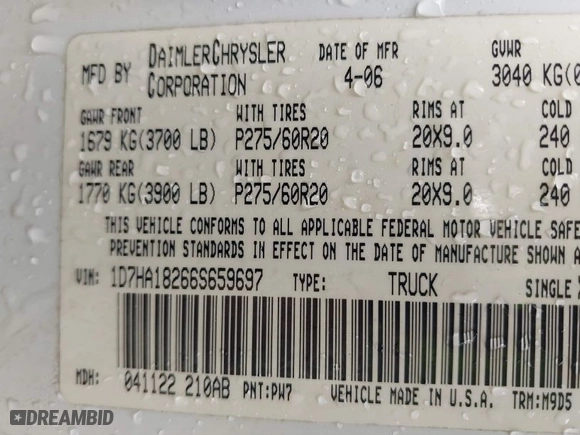 MFD BY DAIMLERCHRYSLER CORPORATION DATE OF MFR 4-06 GVWR 3040 KG(
GAWR FRONT WITH TIRES RIMS AT COLD
1679 KG(3700 LB) P275/60R20 20X9.0 240
GAWR REAR WITH TIRES RIMS AT COLD
1770 KG(3900 LB) P275/60R20 20X9.0 240
THIS VEHICLE CONFORMS TO ALL APPLICABLE FEDERAL MOTOR VEHICLE SAFE
PREVENTION STANDARDS IN EFFECT ON THE DATE OF MANUFACTURE SHOWN A
VIN: 1D7HA18266S659697 TYPE: TRUCK SINGLE
MDH: 041122 210AB PNT:PW7 VEHICLE MADE IN U.S.A. TRM:M9D5
DREAMBID